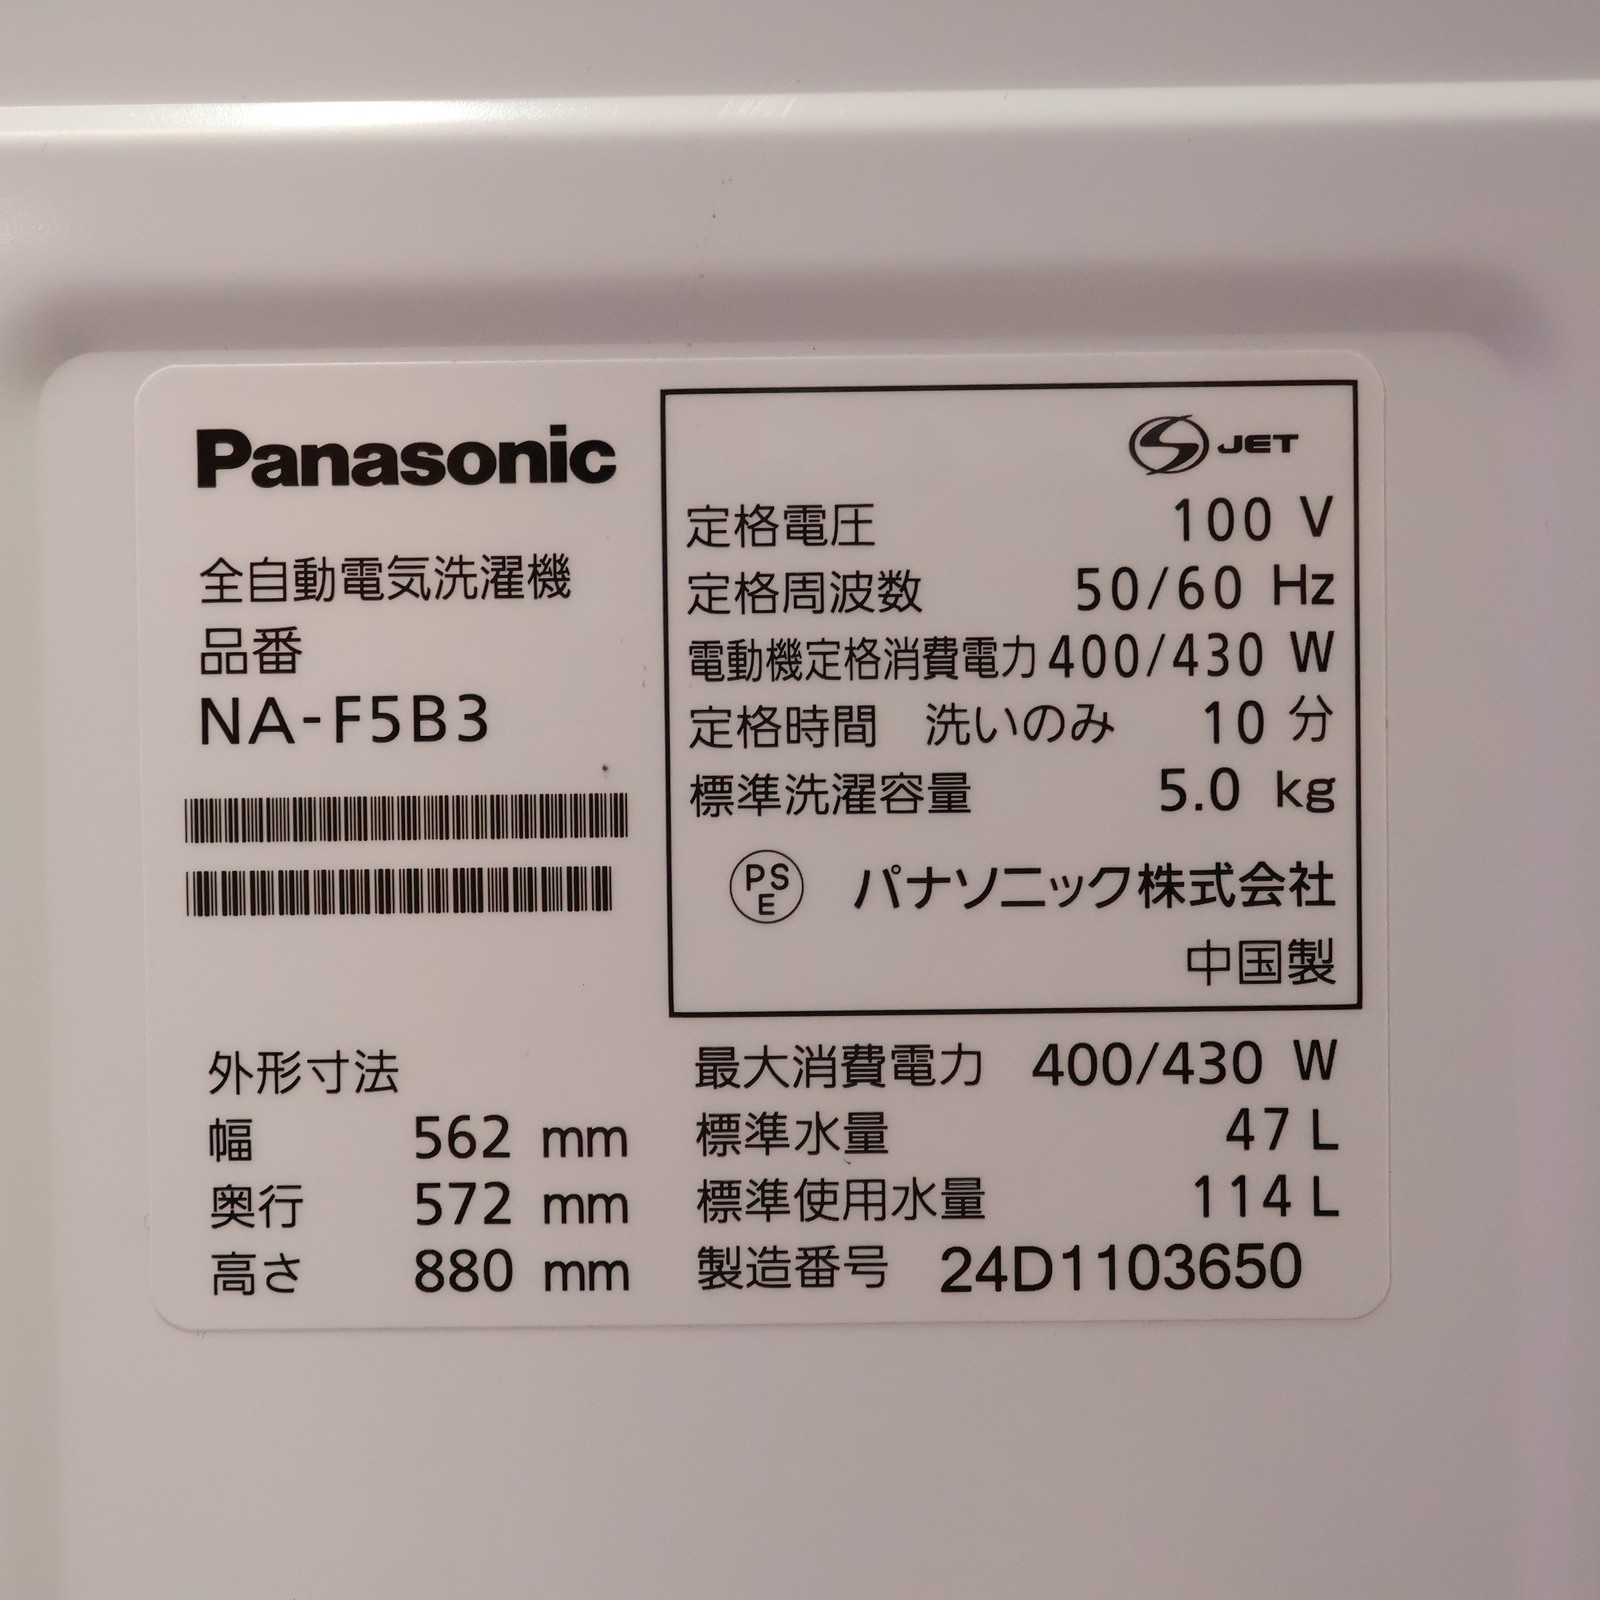 Panasonic
全自動電気洗濯機
品番
NA-F5B3
JET
定格電圧 100 V
定格周波数 50/60 Hz
電動機定格消費電力 400/430 W
定格時間 洗いのみ 10 分
標準洗濯容量 5.0 kg
PS
E
パナソニック株式会社
中国製
外形寸法
幅 562 mm
奥行 572 mm
高さ 880 mm
最大消費電力 400/430 W
標準水量 47 L
標準使用水量 114 L
製造番号 24D1103650